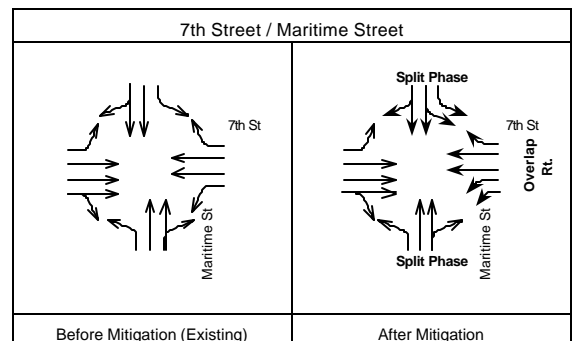 7th Street / Maritime Street
7th St
Maritime St
Split Phase
7th St
Overlap
Rt.
Maritime St
Split Phase
Before Mitigation (Existing)
After Mitigation